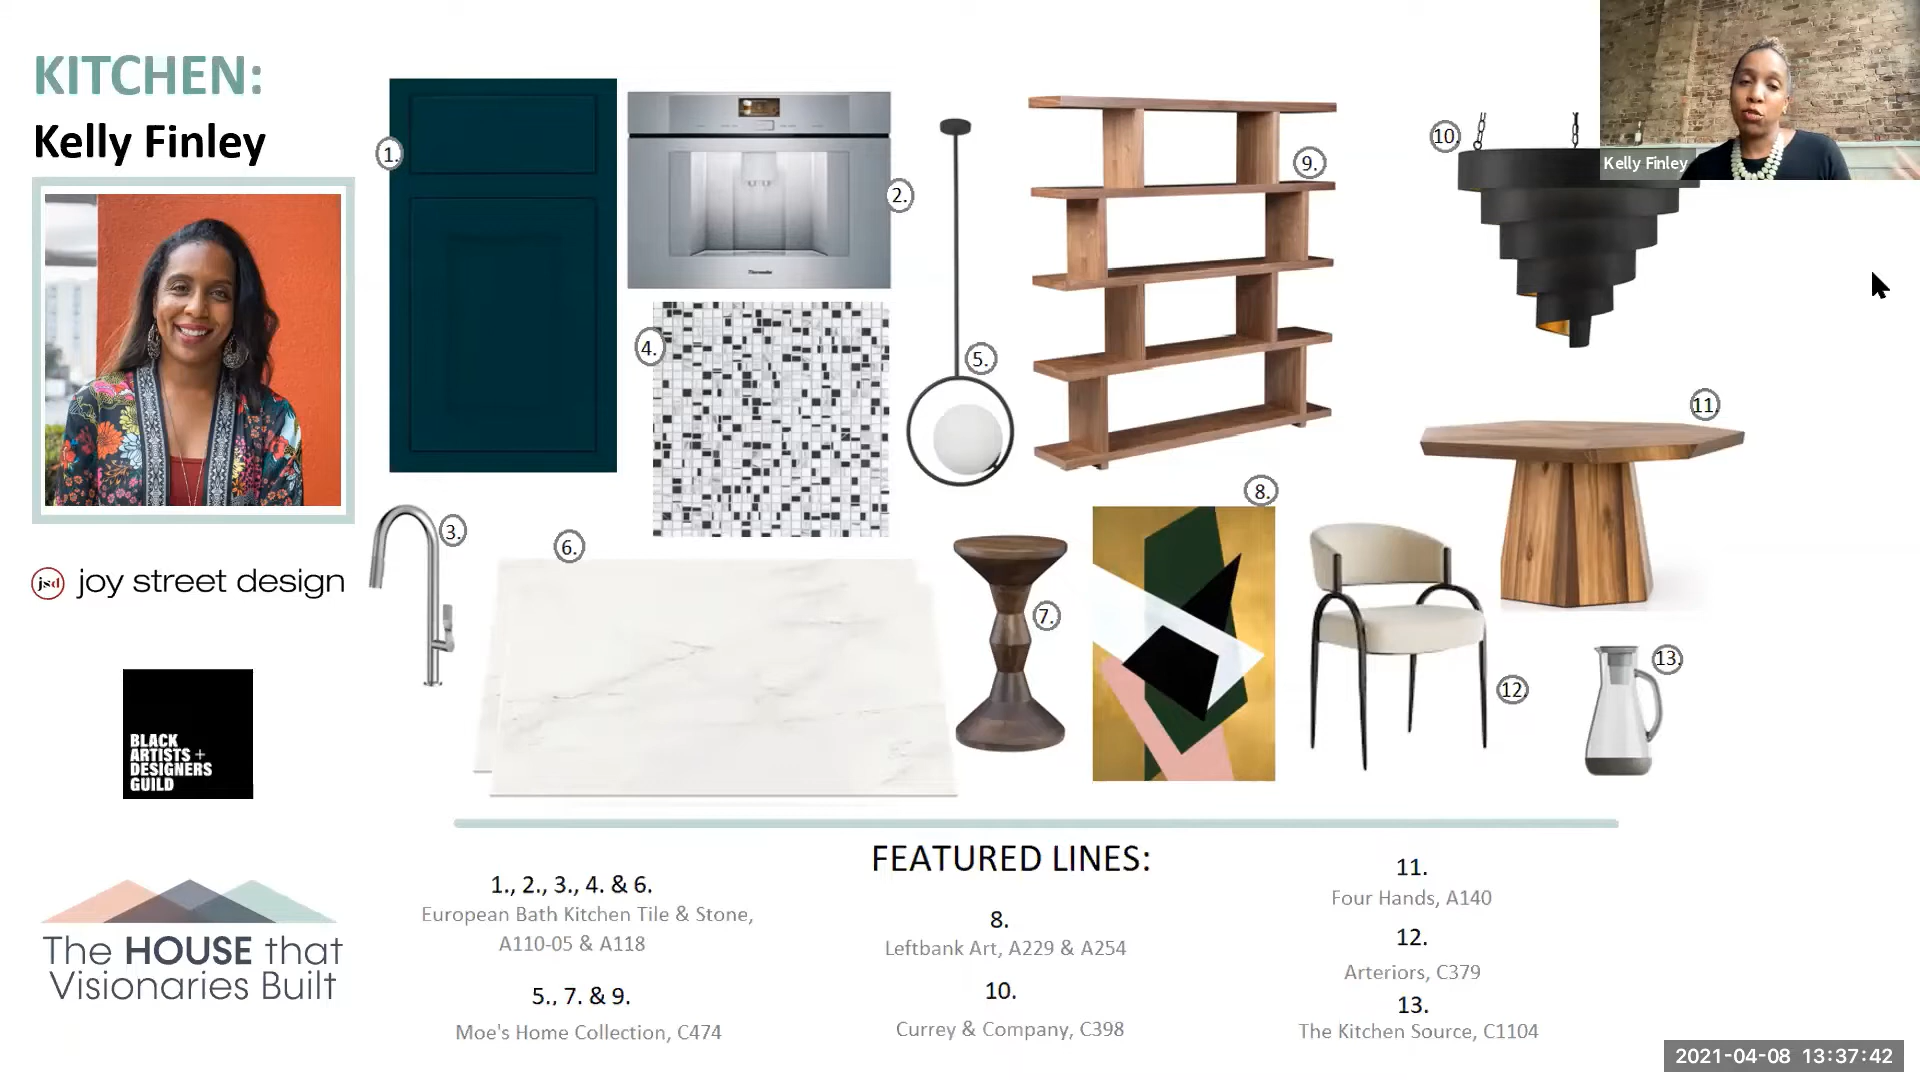 KITCHEN:
Kelly Finley
jsd joy street design
BLACK
ARTISTS +
DESIGNERS
GUILD
The HOUSE that
Visionaries Built
1.
2.
3.
4.
5.
6.
7.
8.
9.
10.
11.
12.
13.
Thermador
Kelly Finley
FEATURED LINES:
1., 2., 3., 4. & 6.
European Bath Kitchen Tile & Stone,
A110-05 & A118
5., 7. & 9.
Moe's Home Collection, C474
8.
Leftbank Art, A229 & A254
10.
Currey & Company, C398
11.
Four Hands, A140
12.
Arteriors, C379
13.
The Kitchen Source, C1104
2021-04-08 13:37:42